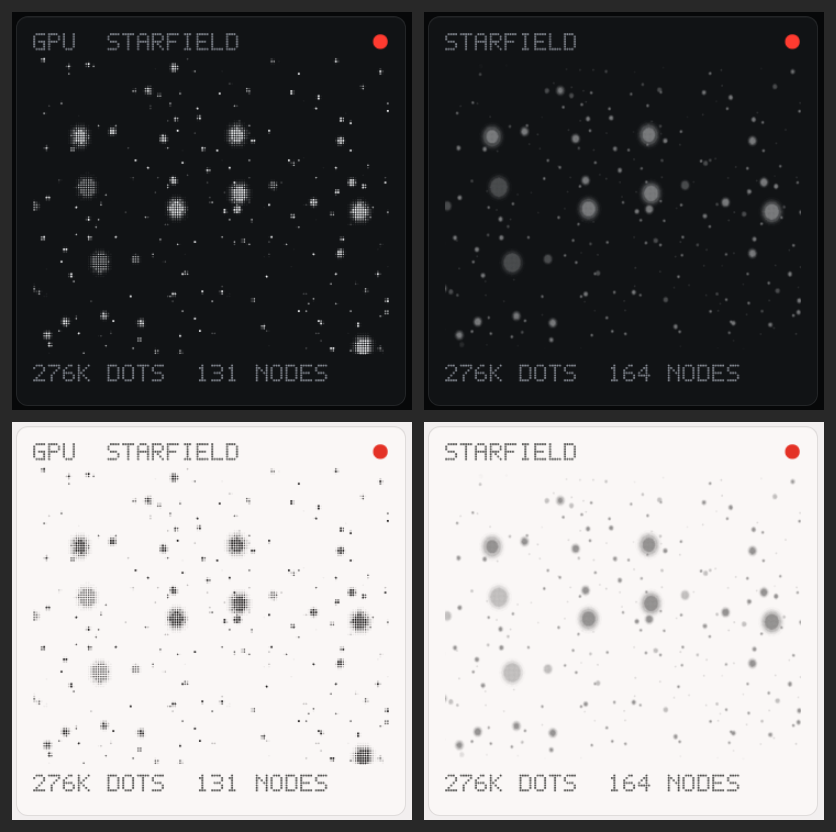 GPU STARFIELD
276K DOTS 131 NODES
STARFIELD
276K DOTS 164 NODES
GPU STARFIELD
276K DOTS 131 NODES
STARFIELD
276K DOTS 164 NODES